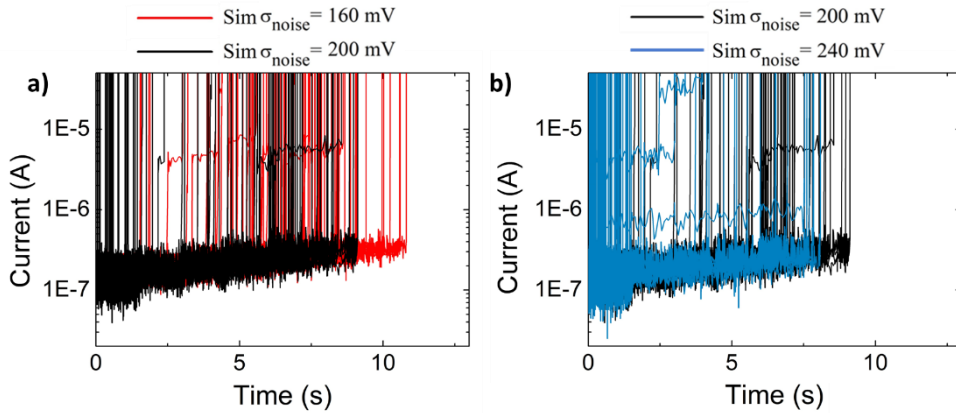 Sim σnoise= 160 mV
Sim σnoise= 200 mV
Sim σnoise= 200 mV
Sim σnoise= 240 mV
a)
1E-5
1E-6
1E-7
Current (A)
0 5 10
Time (s)
b)
1E-5
1E-6
1E-7
Current (A)
0 5 10
Time (s)